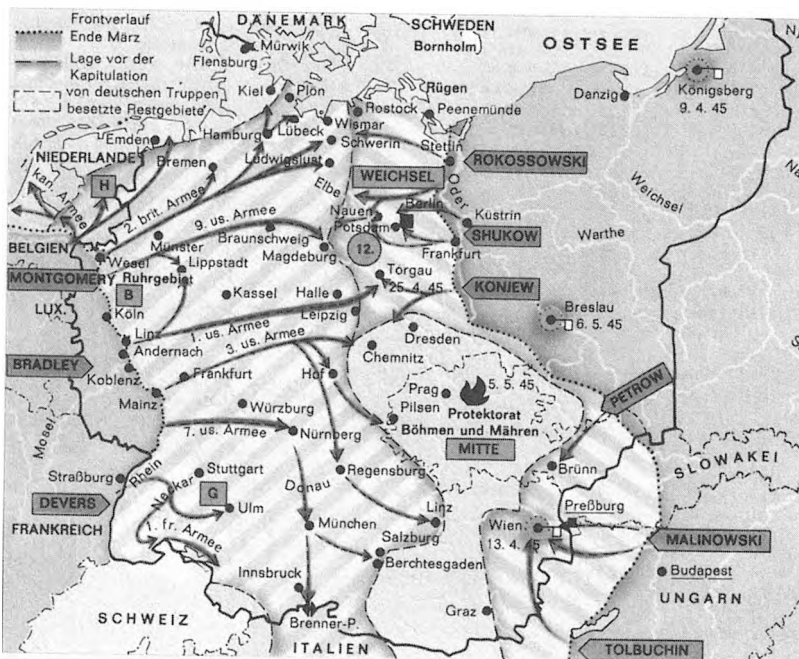 Frontverlauf
Ende März
Lage vor der
Kapitulation
von deutschen Truppen
besetzte Restgebiete
DÄNEMARK
Mürwik
Flensburg
SCHWEDEN
Bornholm
OSTSEE
Königsberg
9. 4. 45
Danzig
Kiel
Plön
Rügen
Rostock
Peenemünde
Emden
Hamburg
Lübeck
Wismar
Schwerin
Stettin
ROKOSSOWSKI
NIEDERLANDE
Bremen
Ludwigslust
WEICHSEL
Oder
Weichsel
kan. Armee
H
2. brit. Armee
Elbe
Nauen
Berlin
Potsdam
Küstrin
SHUKOW
Warthe
9. us. Armee
BELGIEN
Wesel
Münster
Braunschweig
Magdeburg
12.
Frankfurt
MONTGOMERY
Ruhrgebiet
Lippstadt
Torgau
25. 4. 45
KONJEW
B
Kassel
Halle
Leipzig
Breslau
6. 5. 45
LUX.
Köln
Linz
1. us. Armee
Andernach
3. us. Armee
Dresden
Chemnitz
BRADLEY
Koblenz
Frankfurt
Hof
Prag
5. 5. 45
PETROW
Mainz
Würzburg
Pilsen
Protektorat
Böhmen und Mähren
MITTE
Mosel
7. us. Armee
Nürnberg
Straßburg
Rhein
Neckar
Stuttgart
Regensburg
Brünn
SLOWAKEI
DEVERS
G
Ulm
Donau
Linz
Preßburg
FRANKREICH
1. fr. Armee
München
Salzburg
Wien
13. 4. 45
MALINOWSKI
Berchtesgaden
Budapest
Innsbruck
UNGARN
SCHWEIZ
Brenner-P.
Graz
ITALIEN
TOLBUCHIN